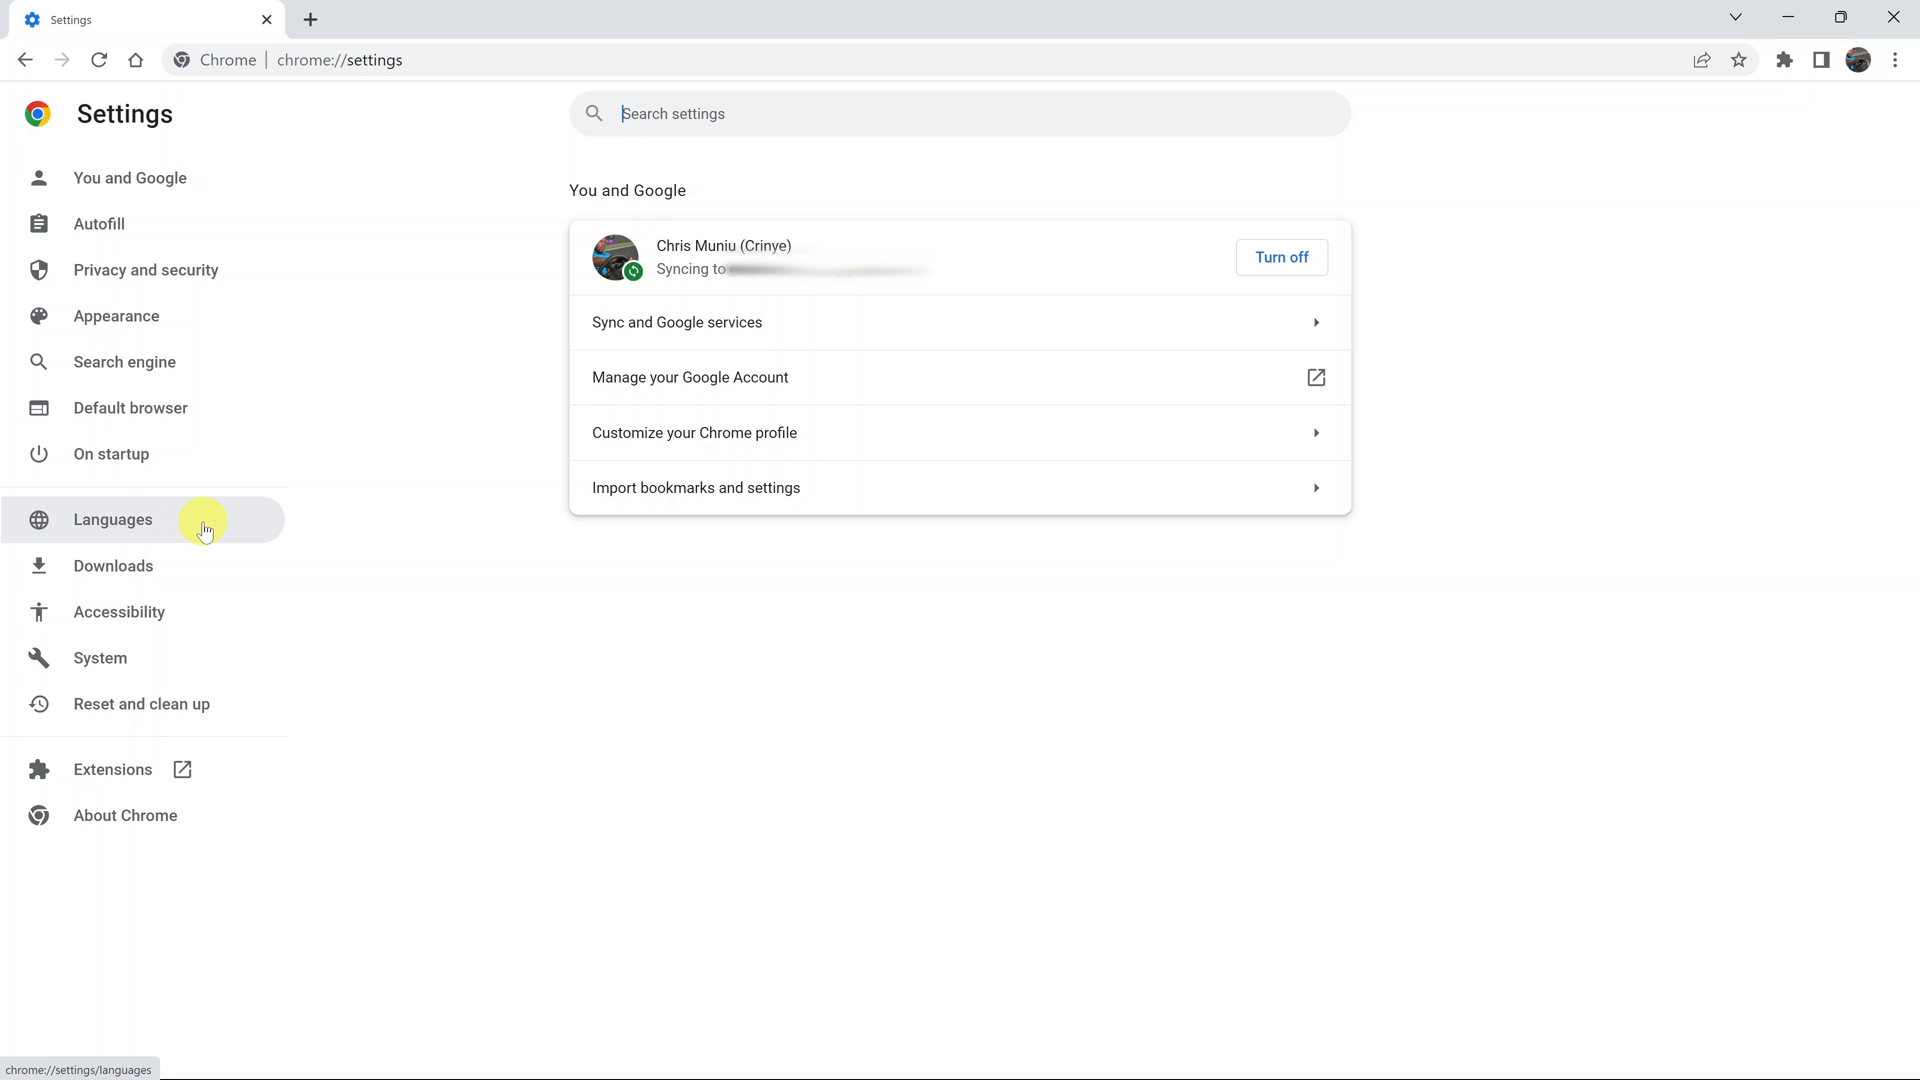 Settings
Chrome | chrome://settings
Settings
Search settings
You and Google
Autofill
Privacy and security
Appearance
Search engine
Default browser
On startup
Languages
Downloads
Accessibility
System
Reset and clean up
Extensions
About Chrome
You and Google
Chris Muniu (Crinye)
Syncing to
Turn off
Sync and Google services
Manage your Google Account
Customize your Chrome profile
Import bookmarks and settings
chrome://settings/languages